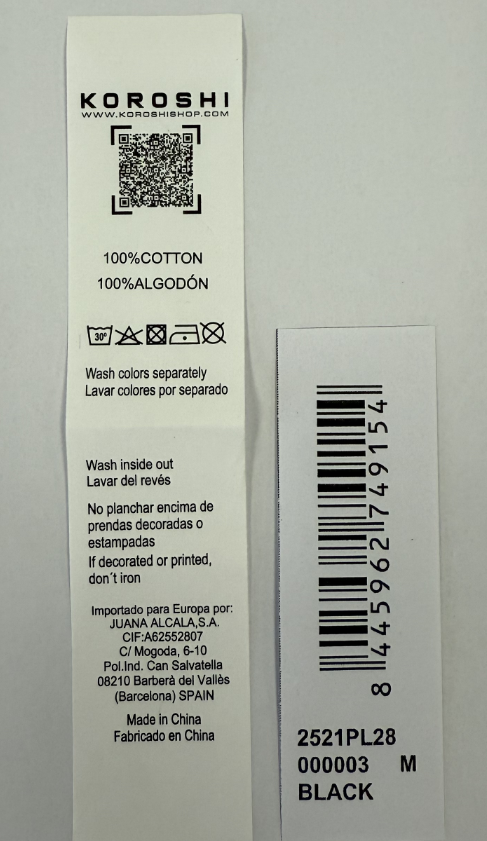 KOROSHI
WWW.KOROSHISHOP.COM
100%COTTON
100%ALGODÓN
30º
Wash colors separately
Lavar colores por separado
Wash inside out
Lavar del revés
No planchar encima de
prendas decoradas o
estampadas
If decorated or printed,
don´t iron
Importado para Europa por:
JUANA ALCALA,S.A.
CIF:A62552807
C/ Mogoda, 6-10
Pol.Ind. Can Salvatella
08210 Barberà del Vallès
(Barcelona) SPAIN
Made in China
Fabricado en China
8 445962 749154
2521PL28
000003 M
BLACK